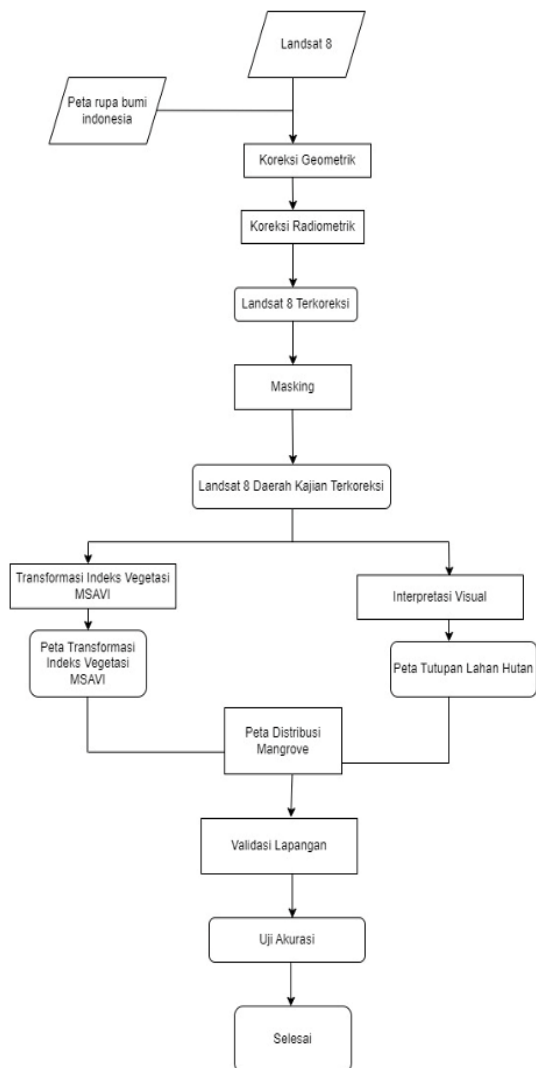 Landsat 8
Peta rupa bumi
indonesia
Koreksi Geometrik
Koreksi Radiometrik
Landsat 8 Terkoreksi
Masking
Landsat 8 Daerah Kajian Terkoreksi
Transformasi Indeks Vegetasi
MSAVI
Interpretasi Visual
Peta Transformasi
Indeks Vegetasi
MSAVI
Peta Tutupan Lahan Hutan
Peta Distribusi
Mangrove
Validasi Lapangan
Uji Akurasi
Selesai